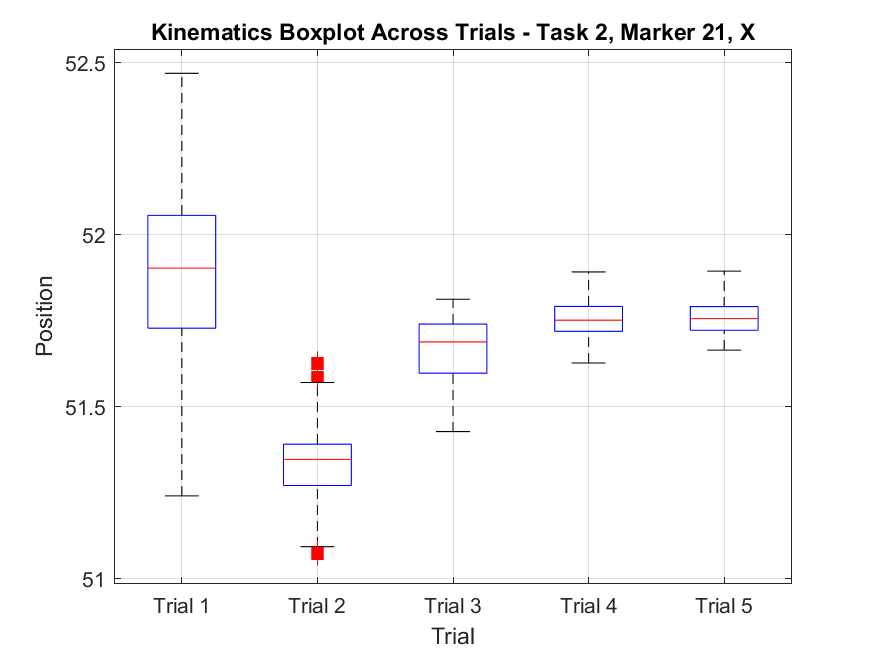 Kinematics Boxplot Across Trials - Task 2, Marker 21, X
52.5
52
51.5
51
Position
Trial 1 Trial 2 Trial 3 Trial 4 Trial 5
Trial